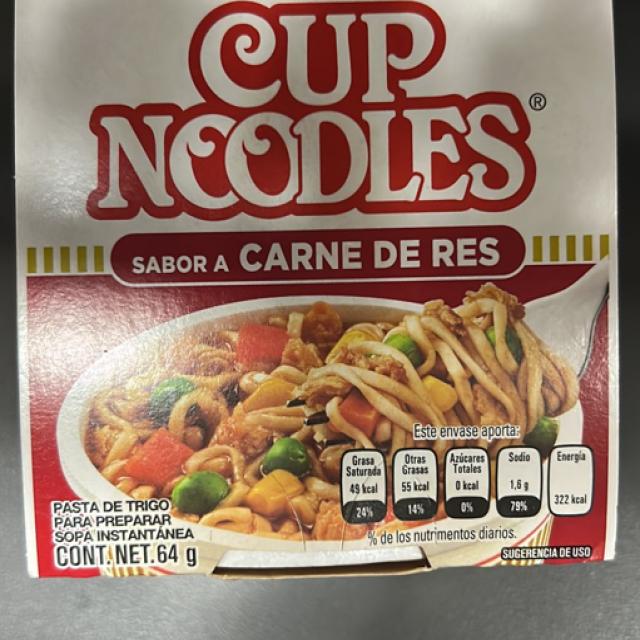 CUP
NOODLES®
SABOR A CARNE DE RES
Este envase aporta:
Grasa Saturada 49 kcal 24%
Otras Grasas 55 kcal 14%
Azúcares Totales 0 kcal 0%
Sodio 1,6 g 79%
Energía 322 kcal
% de los nutrimentos diarios.
PASTA DE TRIGO
PARA PREPARAR
SOPA INSTANTÁNEA
CONT. NET. 64 g
SUGERENCIA DE USO